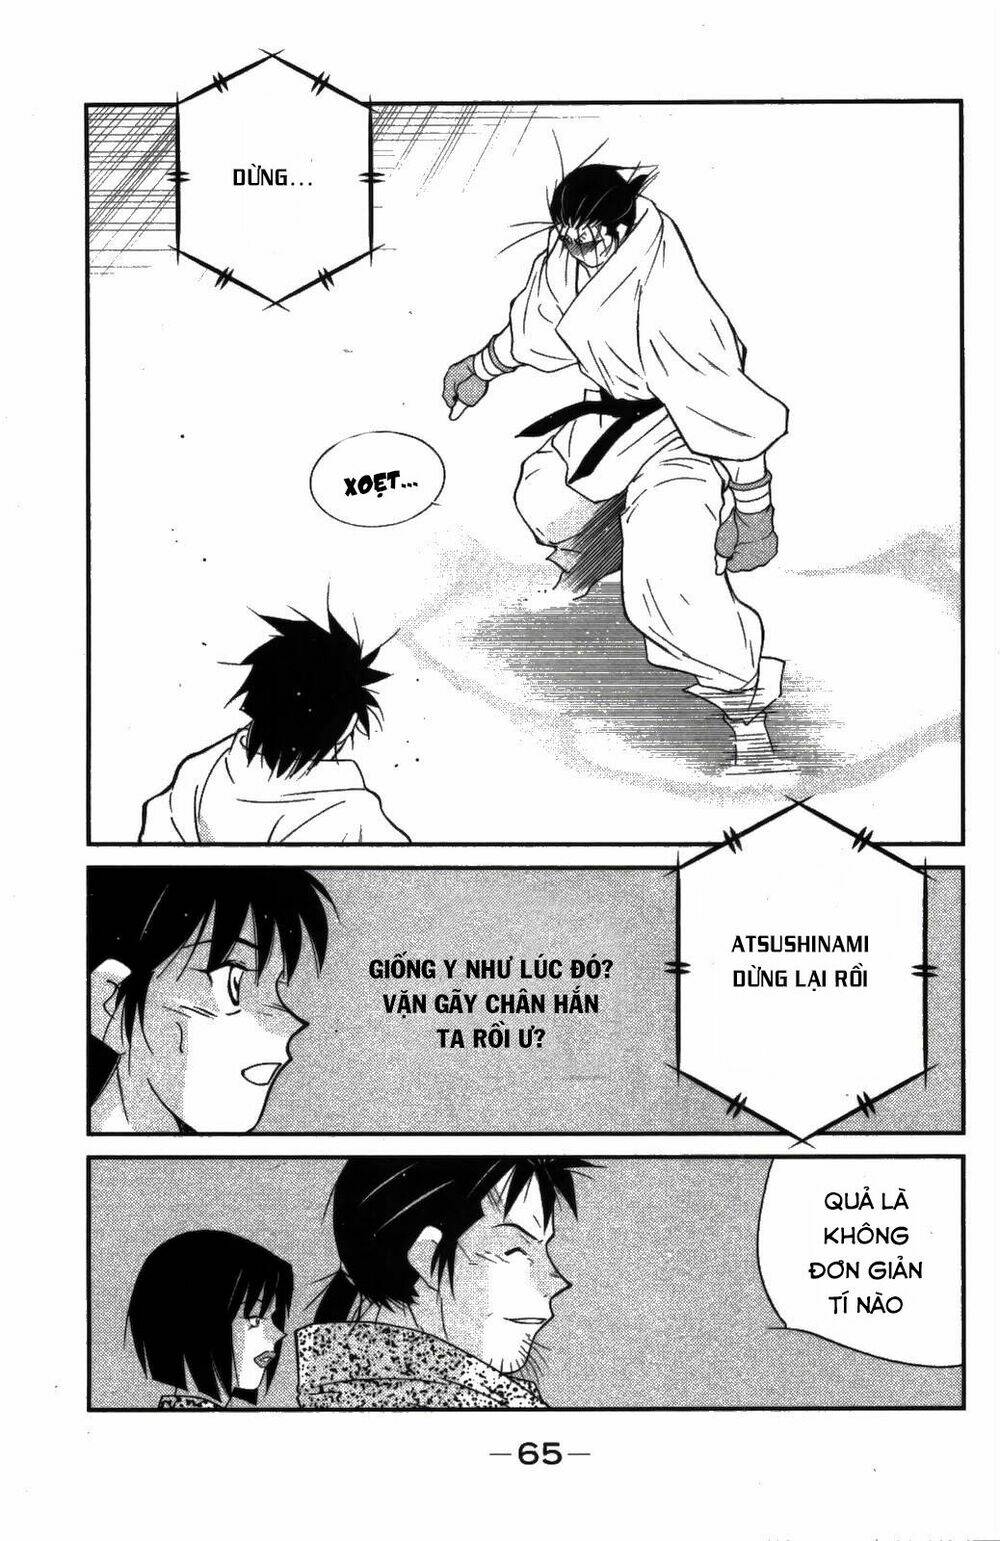 DỪNG...
XOẸT...
ATSUSHINAMI
DỪNG LẠI RỒI
GIỐNG Y NHƯ LÚC ĐÓ?
VẶN GÃY CHÂN HẮN
TA RỒI Ư?
QUẢ LÀ
KHÔNG
ĐƠN GIẢN
TÍ NÀO
—65—